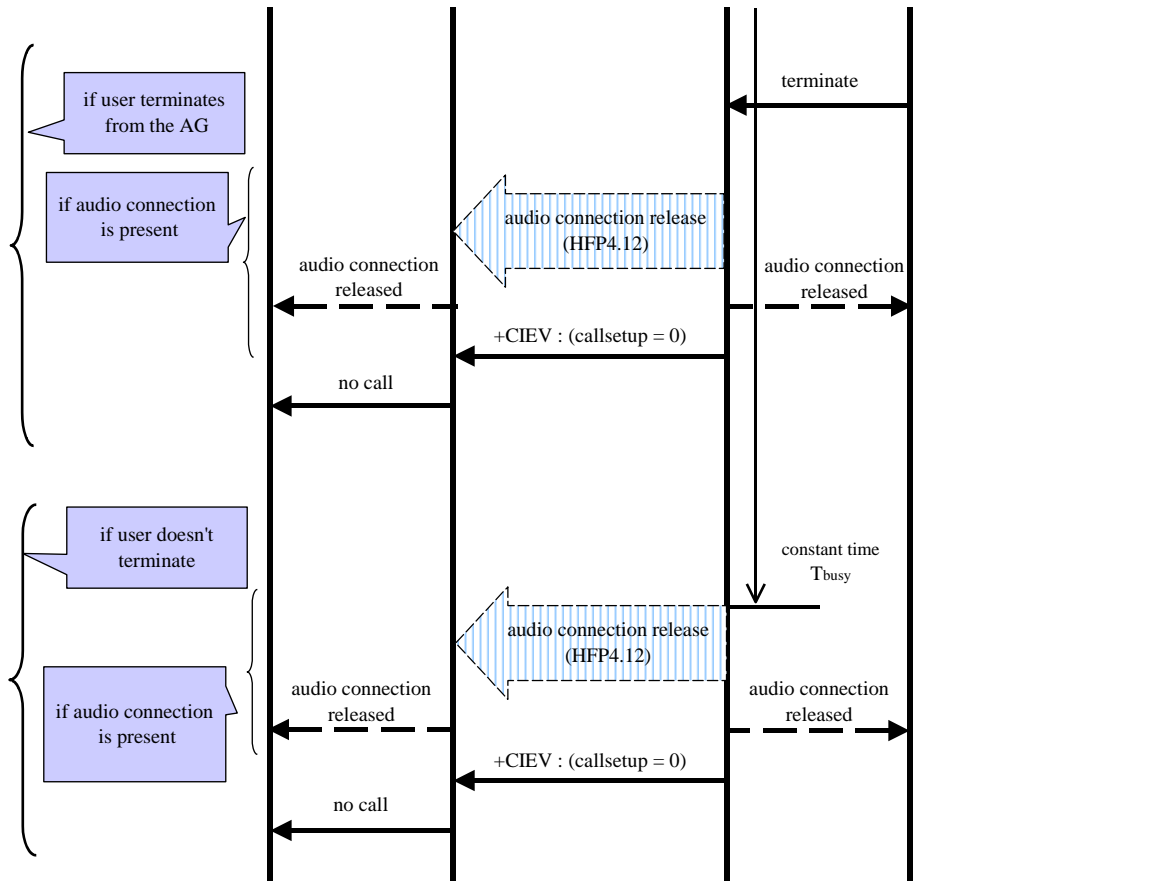 terminate
if user terminates
from the AG
if audio connection
is present
audio connection release
(HFP4.12)
audio connection
released
audio connection
released
+CIEV : (callsetup = 0)
no call
if user doesn't
terminate
constant time
Tbusy
audio connection release
(HFP4.12)
if audio connection
is present
audio connection
released
audio connection
released
+CIEV : (callsetup = 0)
no call